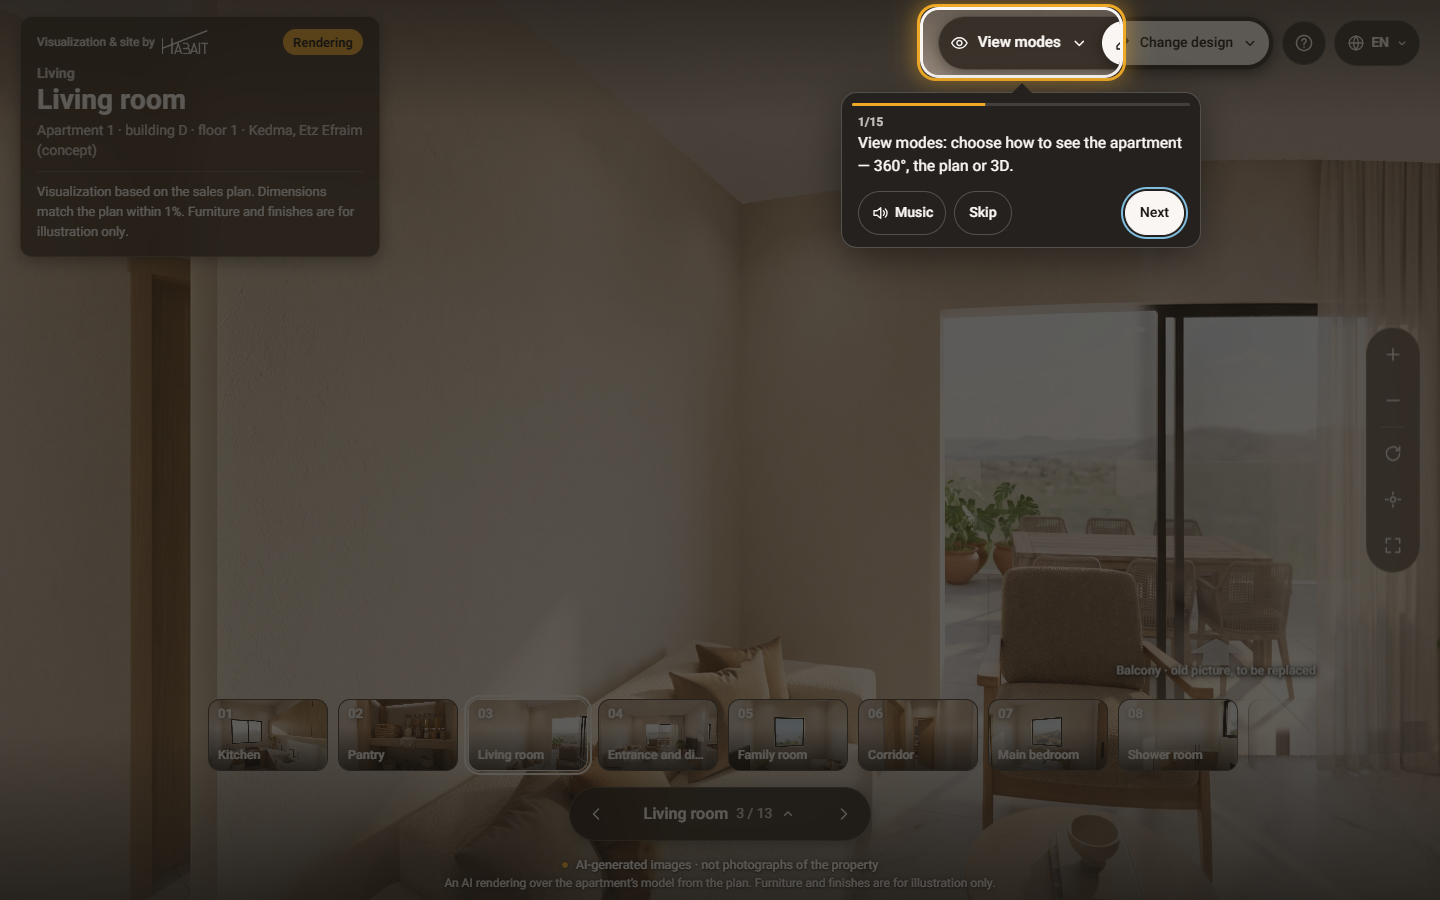 Visualization & site by HABAIT
Rendering
Living
Living room
Apartment 1 · building D · floor 1 · Kedma, Etz Efraim
(concept)
Visualization based on the sales plan. Dimensions
match the plan within 1%. Furniture and finishes are for
illustration only.
View modes
Change design
EN
1/15
View modes: choose how to see the apartment
— 360°, the plan or 3D.
Music
Skip
Next
Balcony · old picture, to be replaced
01
Kitchen
02
Pantry
03
Living room
04
Entrance and di...
05
Family room
06
Corridor
07
Main bedroom
08
Shower room
Living room 3 / 13
AI-generated images · not photographs of the property
An AI rendering over the apartment's model from the plan. Furniture and finishes are for illustration only.